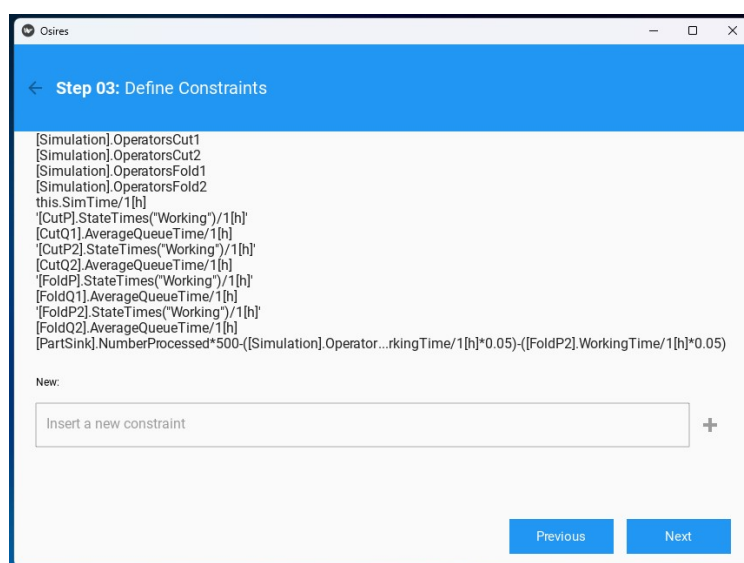 Osires
Step 03: Define Constraints
[Simulation].OperatorsCut1
[Simulation].OperatorsCut2
[Simulation].OperatorsFold1
[Simulation].OperatorsFold2
this.SimTime/1[h]
'[CutP].StateTimes("Working")/1[h]'
[CutQ1].AverageQueueTime/1[h]
'[CutP2].StateTimes("Working")/1[h]'
[CutQ2].AverageQueueTime/1[h]
'[FoldP].StateTimes("Working")/1[h]'
[FoldQ1].AverageQueueTime/1[h]
'[FoldP2].StateTimes("Working")/1[h]'
[FoldQ2].AverageQueueTime/1[h]
[PartSink].NumberProcessed*500-([Simulation].Operator...rkingTime/1[h]*0.05)-([FoldP2].WorkingTime/1[h]*0.05)
New:
Insert a new constraint
Previous
Next